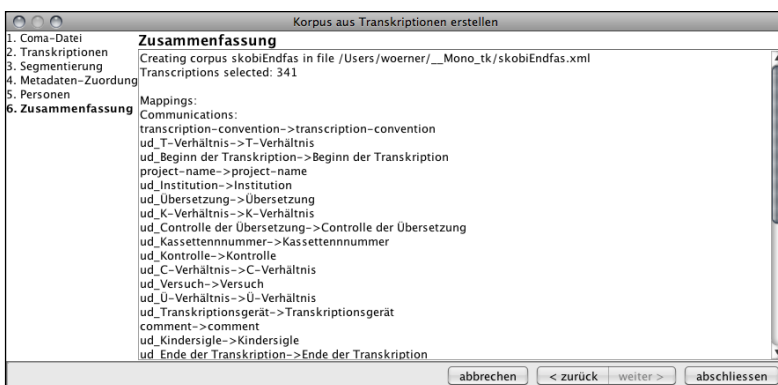 Korpus aus Transkriptionen erstellen
1. Coma-Datei
2. Transkriptionen
3. Segmentierung
4. Metadaten-Zuordung
5. Personen
6. Zusammenfassung
Zusammenfassung
Creating corpus skobiEndfas in file /Users/woerner/__Mono_tk/skobiEndfas.xml
Transcriptions selected: 341
Mappings:
Communications:
transcription-convention->transcription-convention
ud_T-Verhältnis->T-Verhältnis
ud_Beginn der Transkription->Beginn der Transkription
project-name->project-name
ud_Institution->Institution
ud_Übersetzung->Übersetzung
ud_K-Verhältnis->K-Verhältnis
ud_Controlle der Übersetzung->Controlle der Übersetzung
ud_Kassettennnummer->Kassettennnummer
ud_Kontrolle->Kontrolle
ud_C-Verhältnis->C-Verhältnis
ud_Versuch->Versuch
ud_Ü-Verhältnis->Ü-Verhältnis
ud_Transkriptionsgerät->Transkriptionsgerät
comment->comment
ud_Kindersigle->Kindersigle
ud_Ende der Transkription->Ende der Transkription
abbrechen < zurück weiter > abschliessen